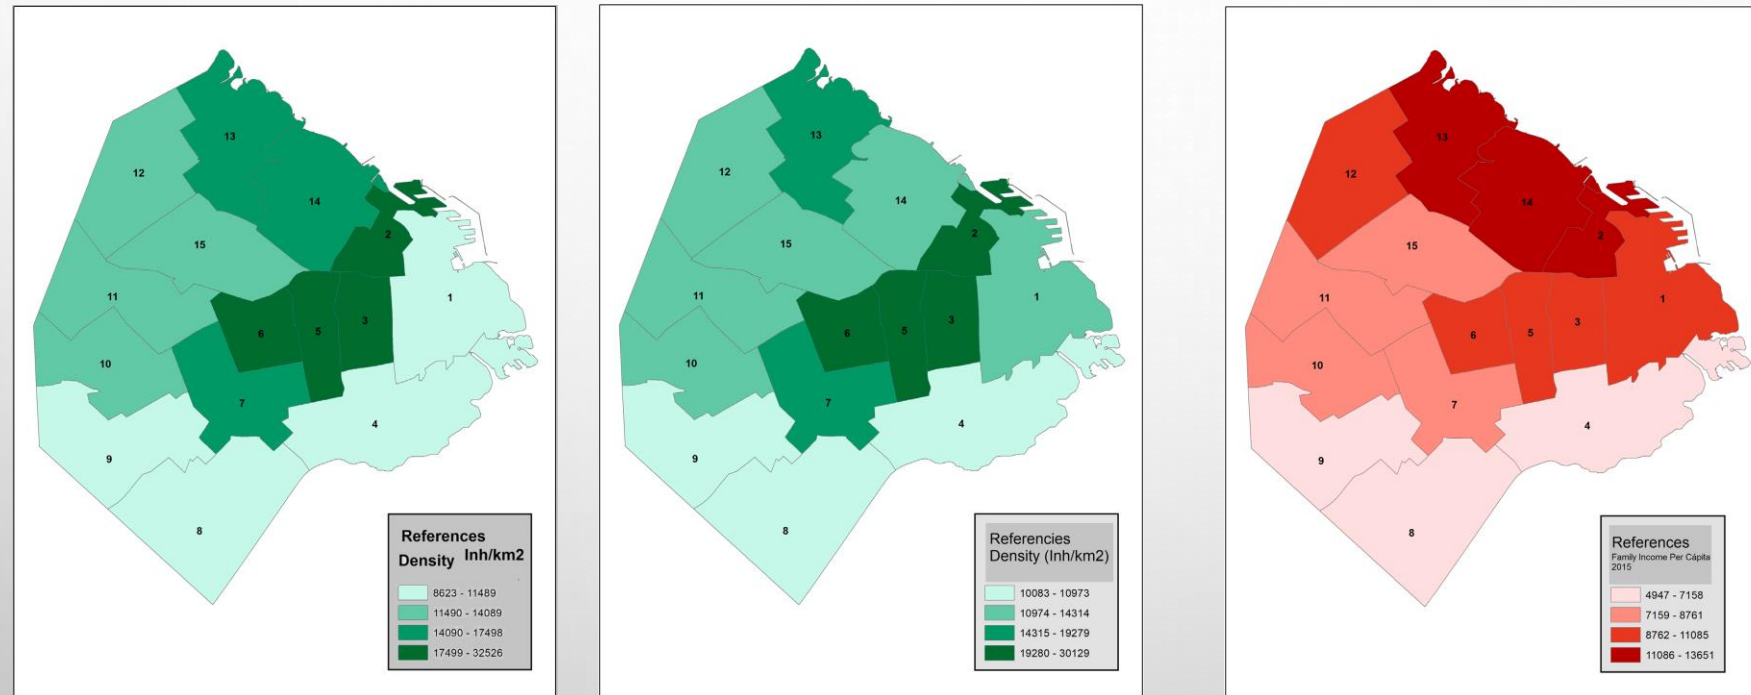 13
12
14
2
15
1
11
3
5
6
10
7
4
9
8
References
Density Inh/km2
8623 - 11489
11490 - 14089
14090 - 17498
17499 - 32526
13
12
14
2
15
1
11
3
5
6
10
7
4
9
8
Referencies
Density (Inh/km2)
10083 - 10973
10974 - 14314
14315 - 19279
19280 - 30129
13
12
14
2
15
1
11
3
5
6
10
7
4
9
8
References
Family Income Per Cápita
2015
4947 - 7158
7159 - 8761
8762 - 11085
11086 - 13651